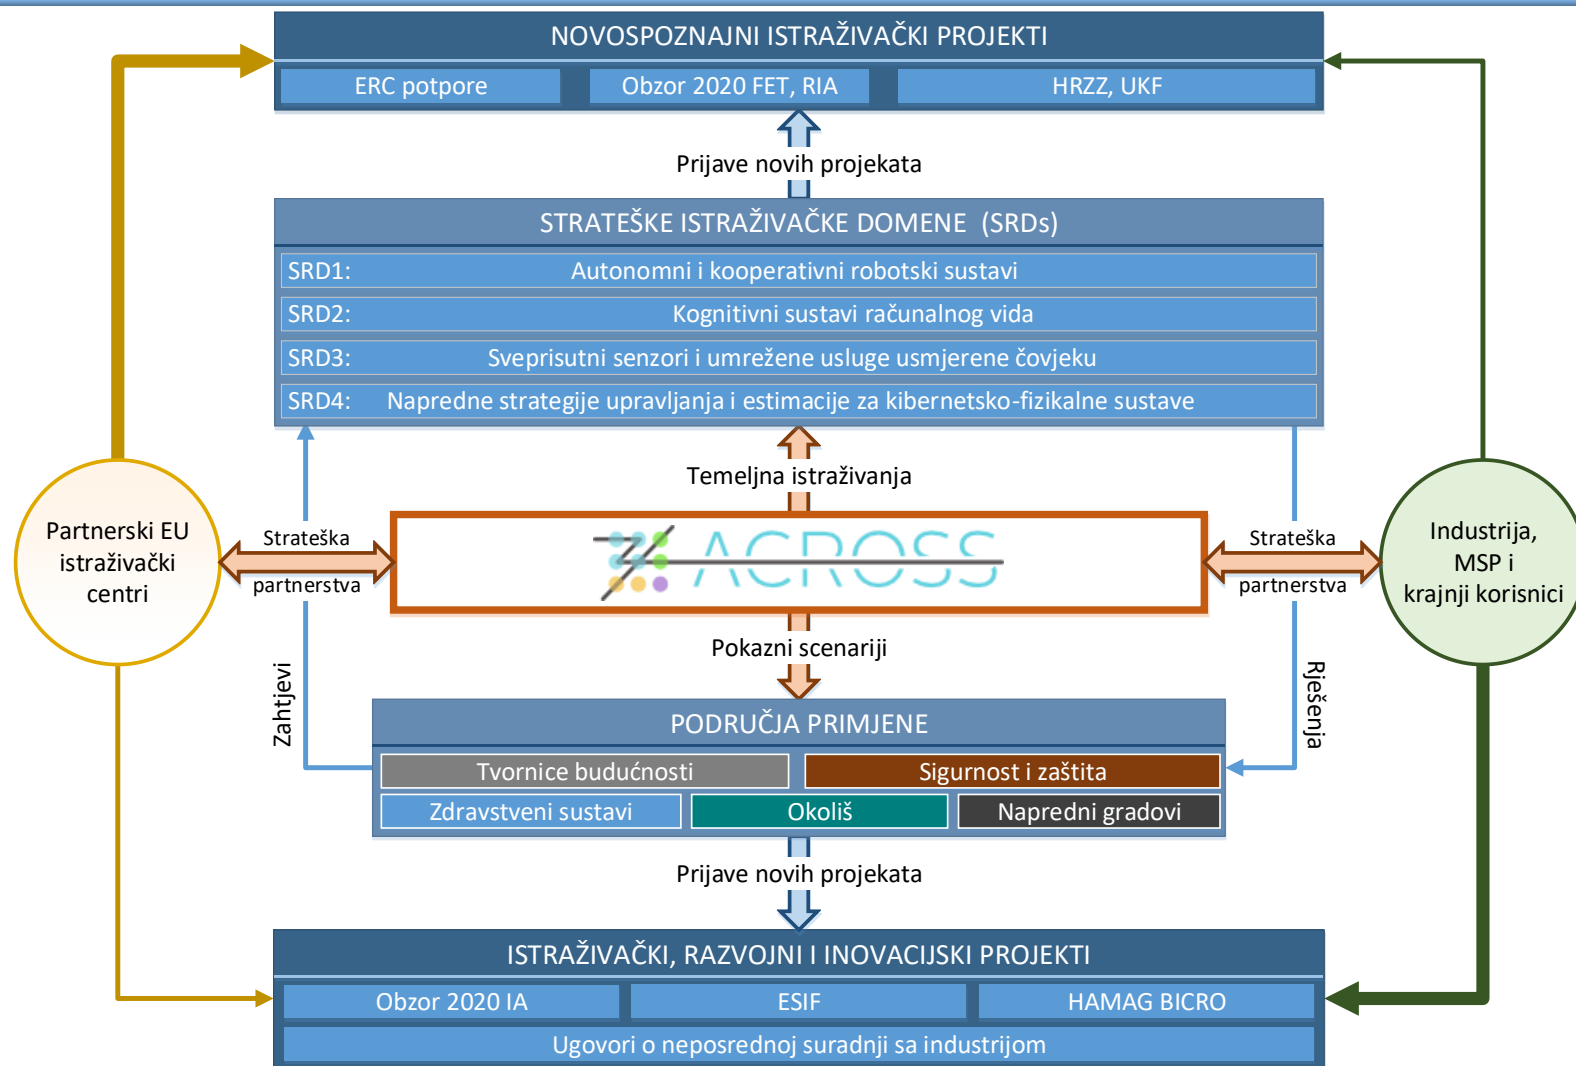 NOVOSPOZNAJNI ISTRAŽIVAČKI PROJEKTI
ERC potpore
Obzor 2020 FET, RIA
HRZZ, UKF
Prijave novih projekata
STRATEŠKE ISTRAŽIVAČKE DOMENE (SRDs)
SRD1: Autonomni i kooperativni robotski sustavi
SRD2: Kognitivni sustavi računalnog vida
SRD3: Sveprisutni senzori i umrežene usluge usmjerene čovjeku
SRD4: Napredne strategije upravljanja i estimacije za kibernetsko-fizikalne sustave
Temeljna istraživanja
Partnerski EU
istraživački
centri
Strateška
partnerstva
ACROSS
Strateška
partnerstva
Industrija,
MSP i
krajnji korisnici
Pokazni scenariji
Zahtjevi
Rješenja
PODRUČJA PRIMJENE
Tvornice budućnosti
Sigurnost i zaštita
Zdravstveni sustavi
Okoliš
Napredni gradovi
Prijave novih projekata
ISTRAŽIVAČKI, RAZVOJNI I INOVACIJSKI PROJEKTI
Obzor 2020 IA
ESIF
HAMAG BICRO
Ugovori o neposrednoj suradnji sa industrijom